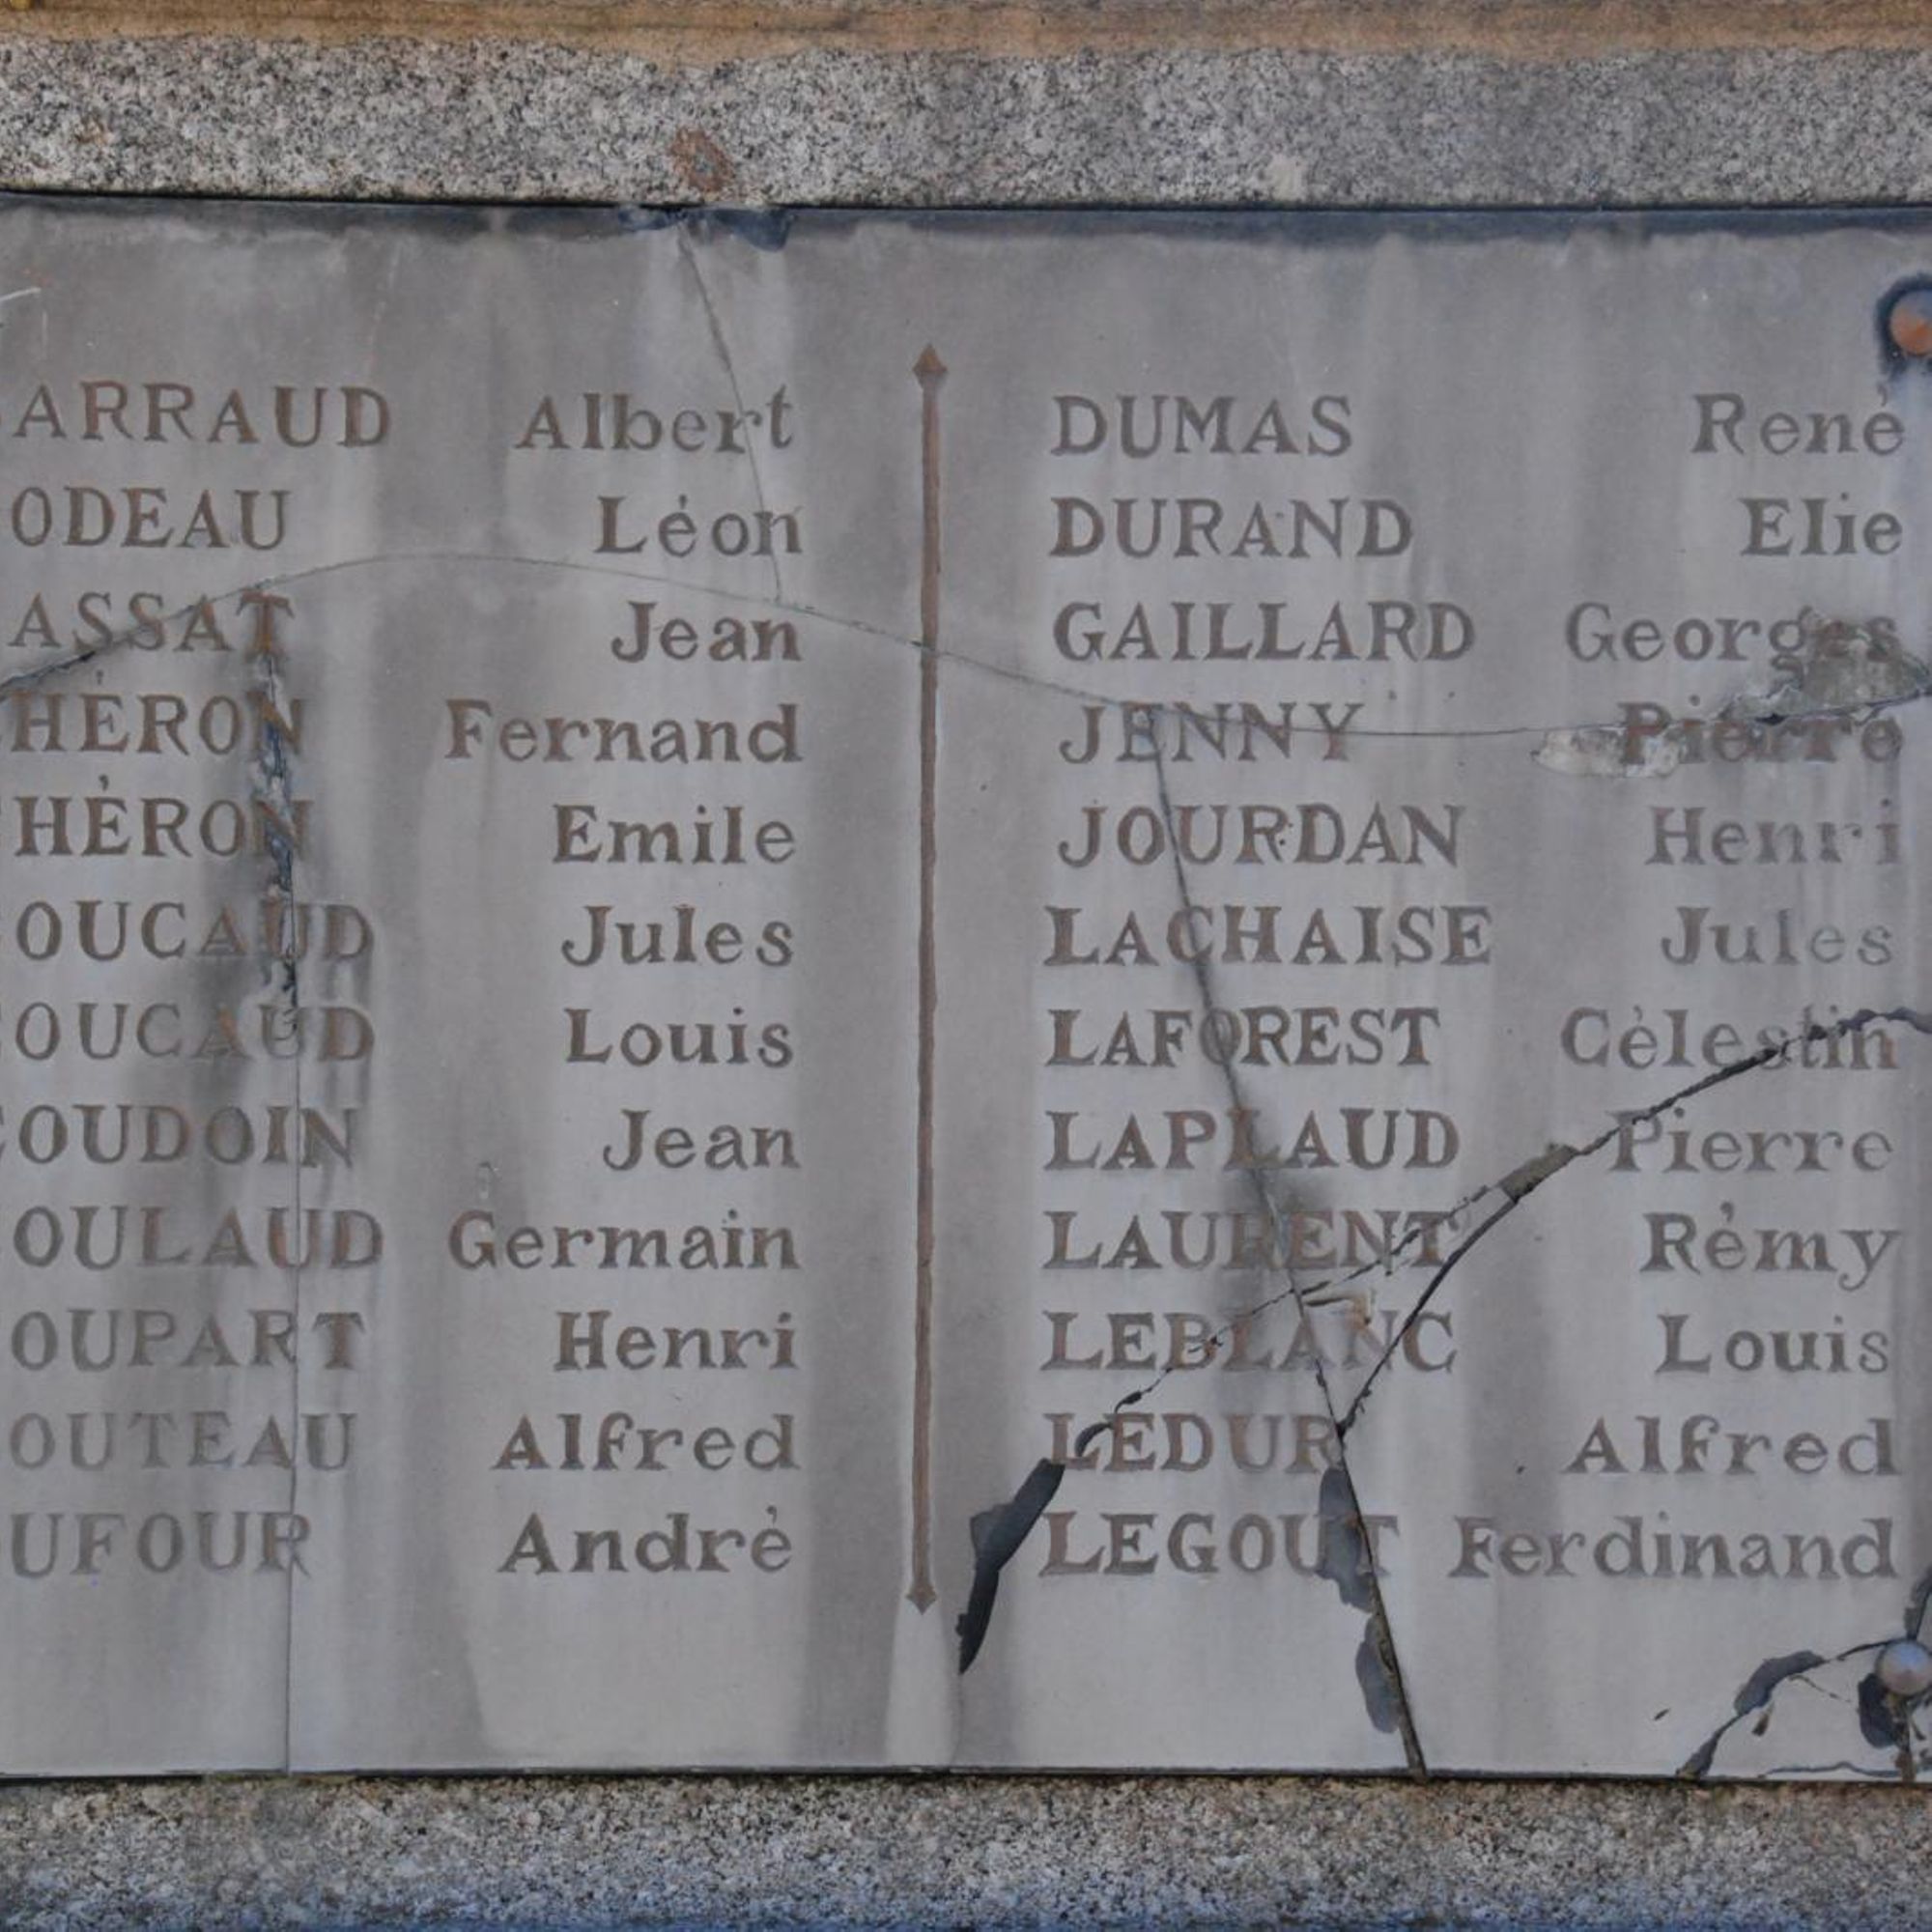 ARRAUD Albert
ODEAU Léon
ASSAT Jean
HÉRON Fernand
HÉRON Emile
OUCAUD Jules
OUCAUD Louis
COUDOIN Jean
OULAUD Germain
OUPART Henri
OUTEAU Alfred
UFOUR André
DUMAS René
DURAND Elie
GAILLARD Georges
JENNY Pierre
JOURDAN Henri
LACHAISE Jules
LAFOREST Célestin
LAPLAUD Pierre
LAURENT Rémy
LEBLANC Louis
LEDUR Alfred
LEGOUT Ferdinand